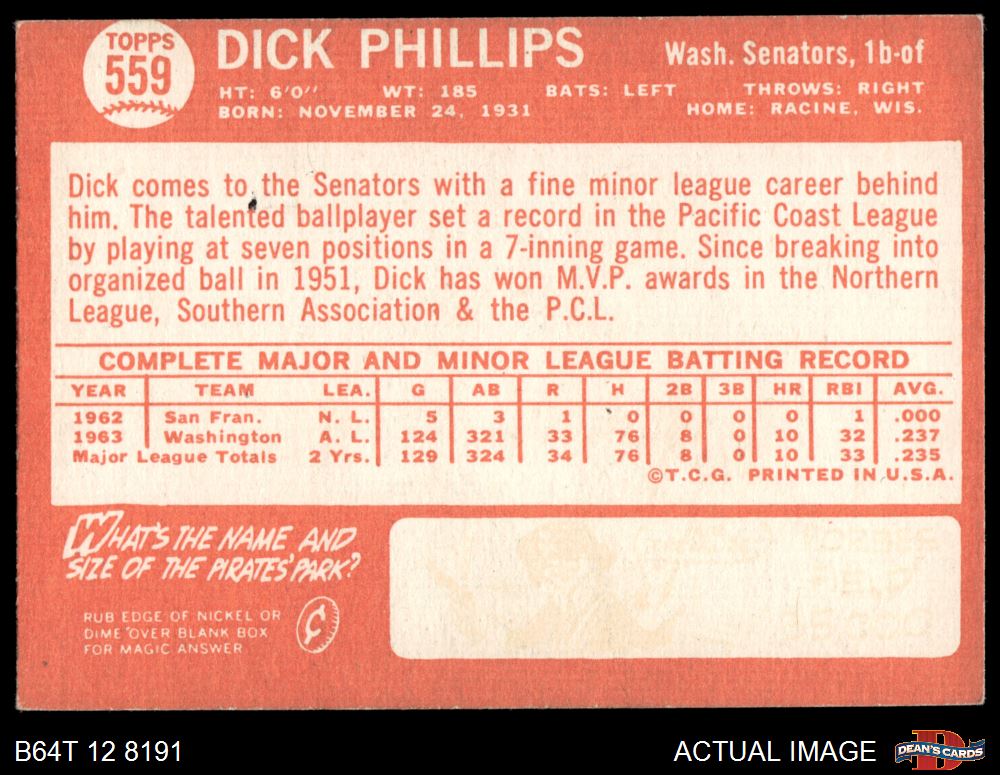 TOPPS
559
DICK PHILLIPS
Wash. Senators, 1b-of
HT: 6'0'' WT: 185 BATS: LEFT THROWS: RIGHT
BORN: NOVEMBER 24, 1931 HOME: RACINE, WIS.
Dick comes to the Senators with a fine minor league career behind
him. The talented ballplayer set a record in the Pacific Coast League
by playing at seven positions in a 7-inning game. Since breaking into
organized ball in 1951, Dick has won M.V.P. awards in the Northern
League, Southern Association & the P.C.L.
COMPLETE MAJOR AND MINOR LEAGUE BATTING RECORD
YEAR TEAM LEA. G AB R H 2B 3B HR RBI AVG.
1962 San Fran. N. L. 5 3 1 0 0 0 0 1 .000
1963 Washington A. L. 124 321 33 76 8 0 10 32 .237
Major League Totals 2 Yrs. 129 324 34 76 8 0 10 33 .235
©T.C.G. PRINTED IN U.S.A.
WHAT'S THE NAME AND
SIZE OF THE PIRATES' PARK?
RUB EDGE OF NICKEL OR
DIME OVER BLANK BOX
FOR MAGIC ANSWER
¢
B64T 12 8191
ACTUAL IMAGE
DEAN'S CARDS